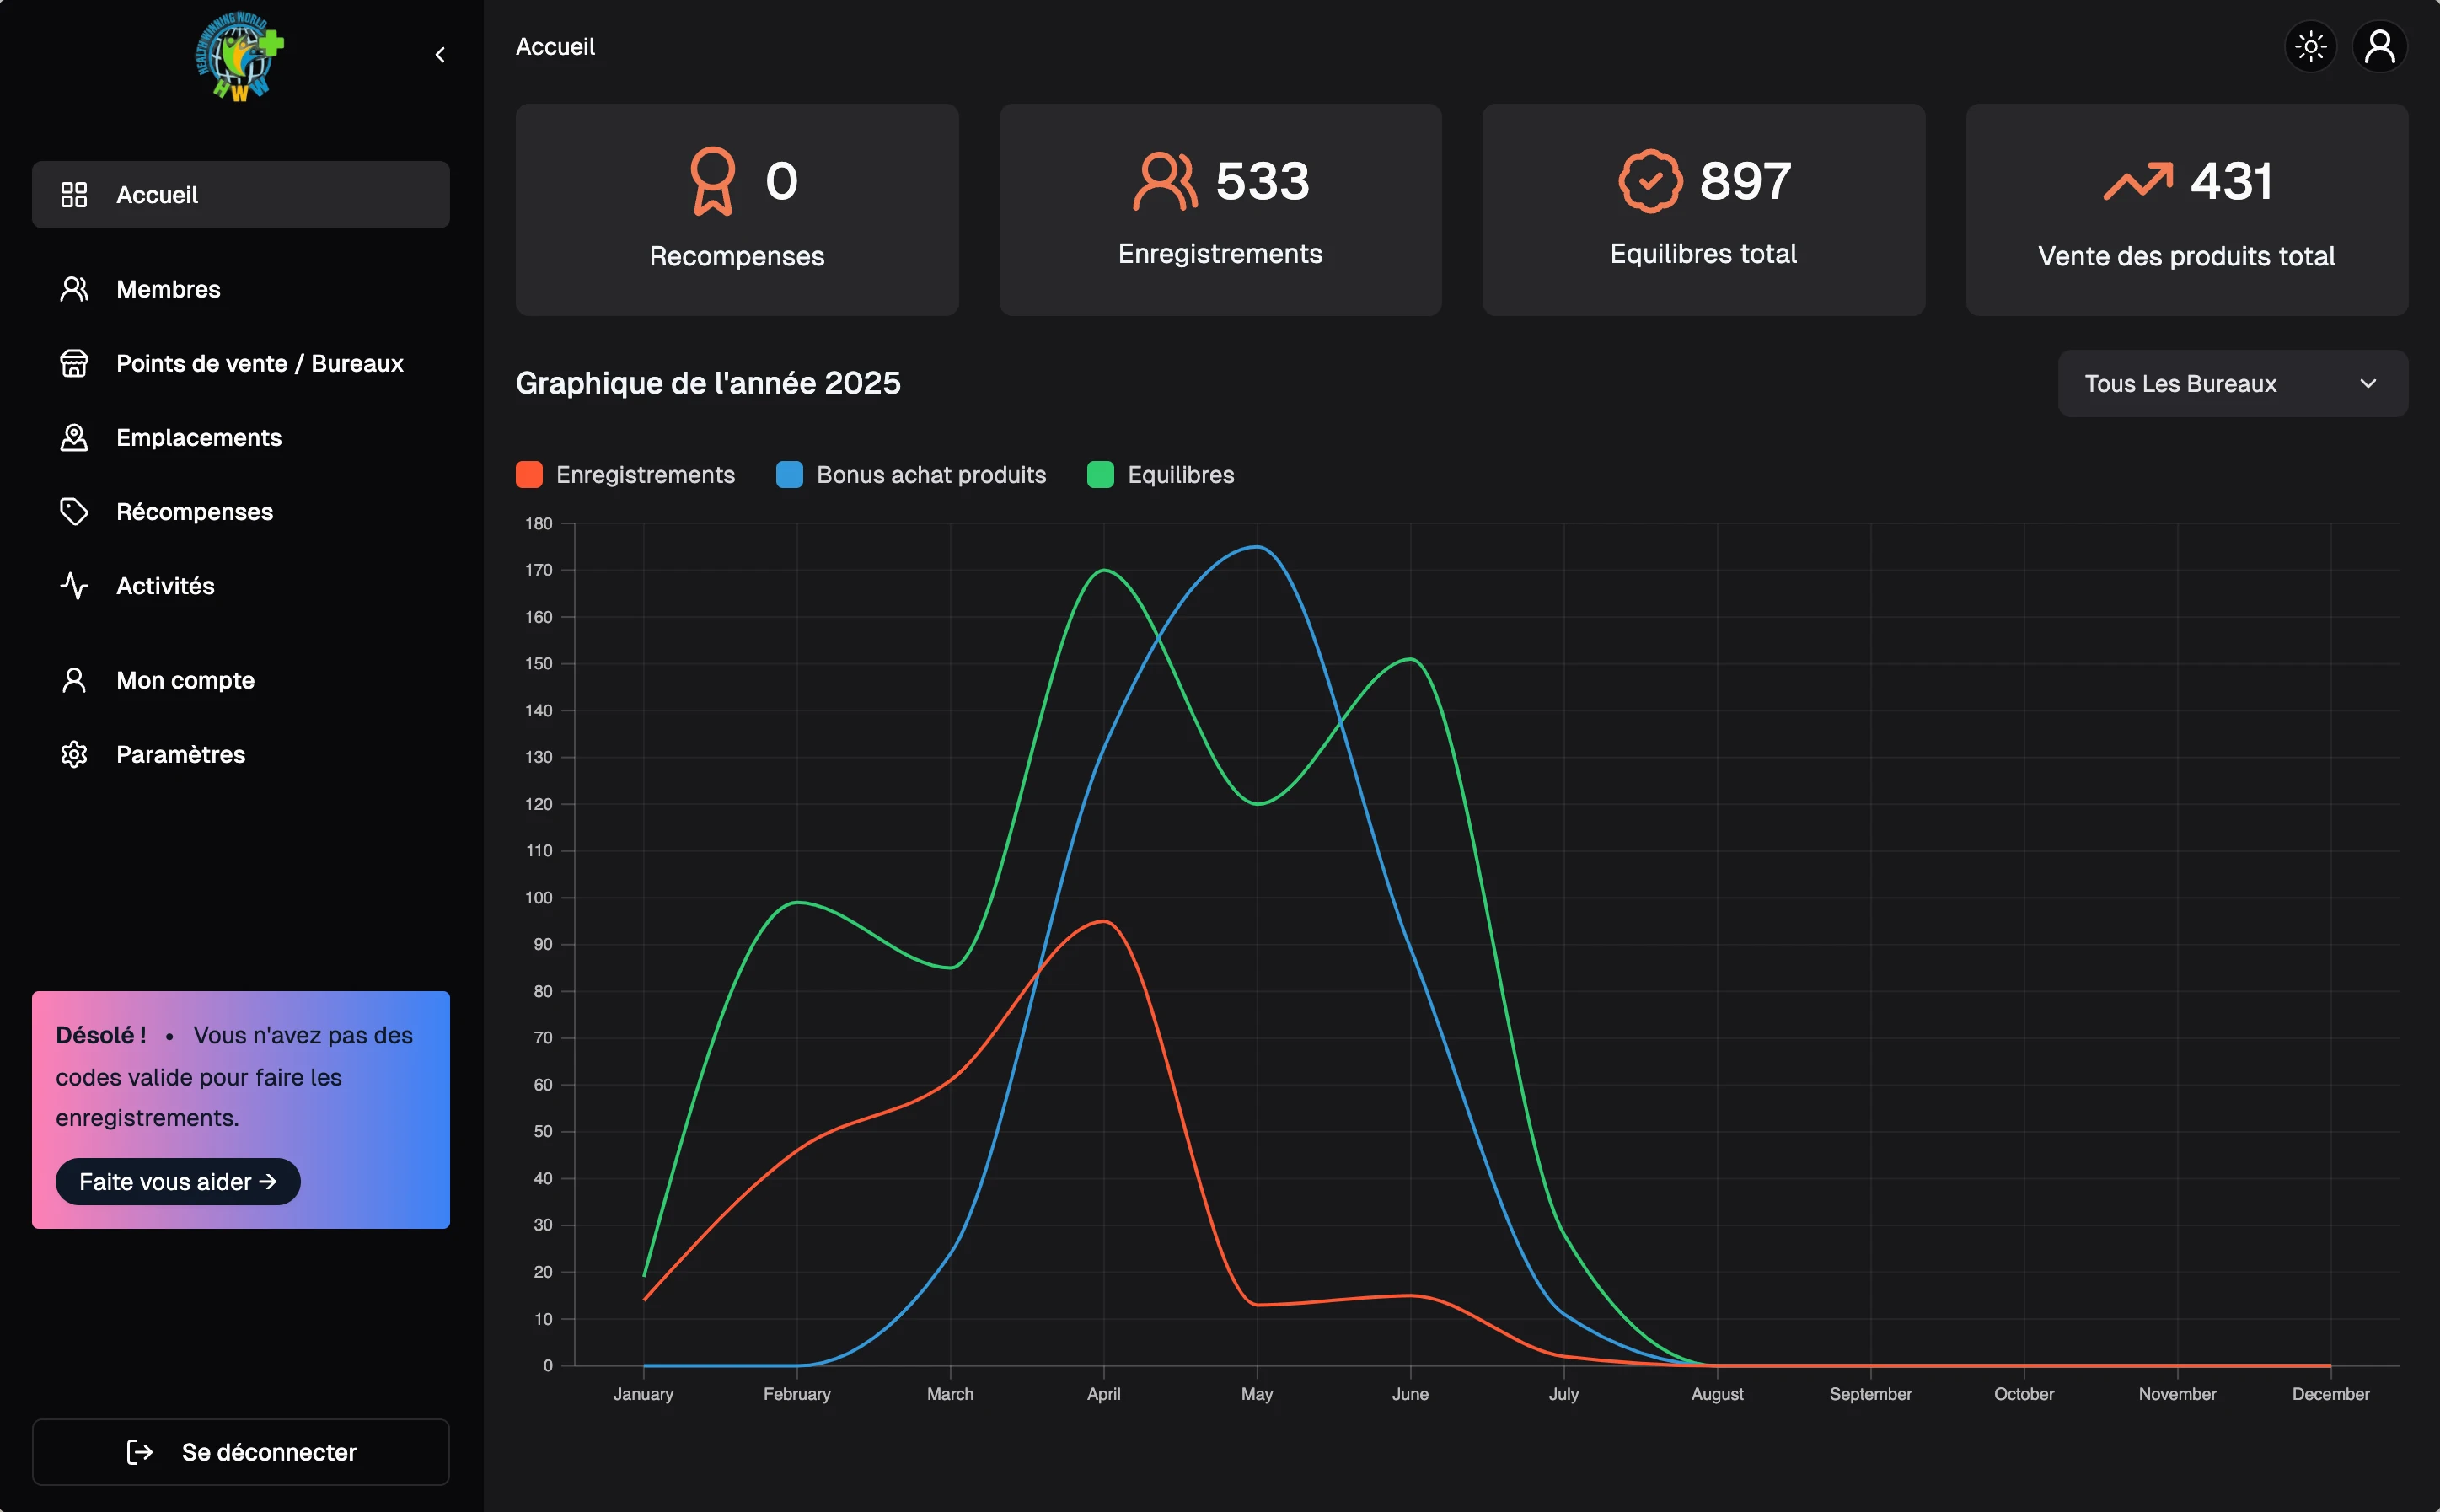 HEALTHWINNING WORLD
HWW
Accueil
Membres
Points de vente / Bureaux
Emplacements
Récompenses
Activités
Mon compte
Paramètres
Désolé ! • Vous n'avez pas des
codes valide pour faire les
enregistrements.
Faite vous aider →
Se déconnecter
Accueil
0
Recompenses
533
Enregistrements
897
Equilibres total
431
Vente des produits total
Graphique de l'année 2025
Tous Les Bureaux
Enregistrements Bonus achat produits Equilibres
180
170
160
150
140
130
120
110
100
90
80
70
60
50
40
30
20
10
0
January February March April May June July August September October November December